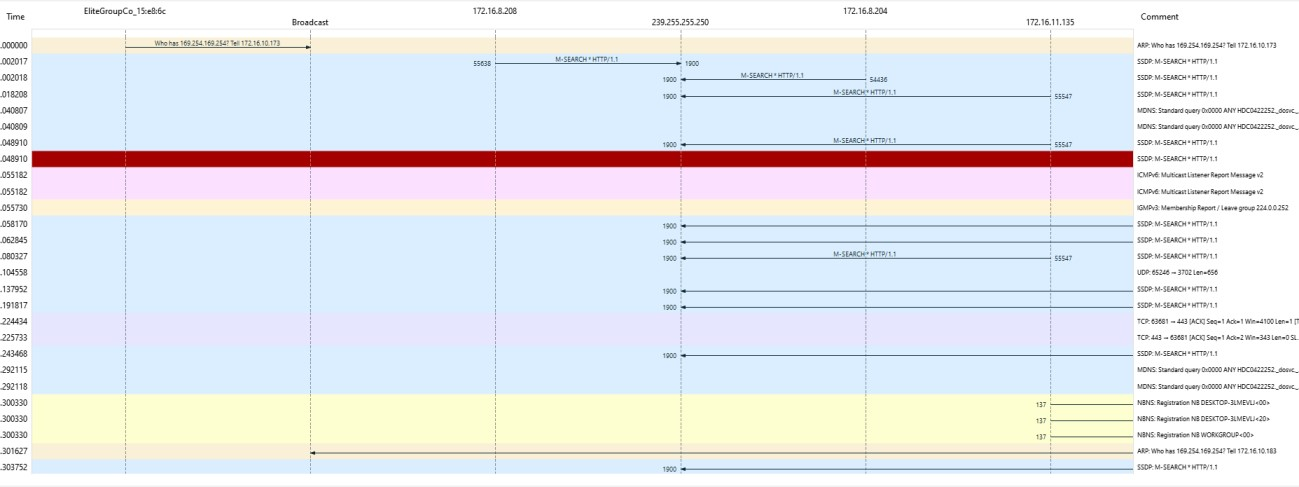 Time EliteGroupCo_15:e8:6c 172.16.8.208 172.16.8.204 Comment
Broadcast 239.255.255.250 172.16.11.135
.000000 Who has 169.254.169.254? Tell 172.16.10.173 ARP: Who has 169.254.169.254? Tell 172.16.10.173
.002017 55638 M-SEARCH * HTTP/1.1 1900 SSDP: M-SEARCH * HTTP/1.1
.002018 1900 M-SEARCH * HTTP/1.1 54436 SSDP: M-SEARCH * HTTP/1.1
.018208 1900 M-SEARCH * HTTP/1.1 55547 SSDP: M-SEARCH * HTTP/1.1
.040807 MDNS: Standard query 0x0000 ANY HDC0422252._dosvc._
.040809 MDNS: Standard query 0x0000 ANY HDC0422252._dosvc._
.048910 1900 M-SEARCH * HTTP/1.1 55547 SSDP: M-SEARCH * HTTP/1.1
.048910 SSDP: M-SEARCH * HTTP/1.1
.055182 ICMPv6: Multicast Listener Report Message v2
.055182 ICMPv6: Multicast Listener Report Message v2
.055730 IGMPv3: Membership Report / Leave group 224.0.0.252
.058170 1900 SSDP: M-SEARCH * HTTP/1.1
.062845 1900 SSDP: M-SEARCH * HTTP/1.1
.080327 1900 M-SEARCH * HTTP/1.1 55547 SSDP: M-SEARCH * HTTP/1.1
.104558 UDP: 65246 → 3702 Len=656
.137952 1900 SSDP: M-SEARCH * HTTP/1.1
.191817 1900 SSDP: M-SEARCH * HTTP/1.1
.224434 TCP: 63681 → 443 [ACK] Seq=1 Ack=1 Win=4100 Len=1 [T
.225733 TCP: 443 → 63681 [ACK] Seq=1 Ack=2 Win=343 Len=0 SL.
.243468 1900 SSDP: M-SEARCH * HTTP/1.1
.292115 MDNS: Standard query 0x0000 ANY HDC0422252._dosvc._
.292118 MDNS: Standard query 0x0000 ANY HDC0422252._dosvc._
.300330 137 NBNS: Registration NB DESKTOP-3LMEVLJ<00>
.300330 137 NBNS: Registration NB DESKTOP-3LMEVLJ<20>
.300330 137 NBNS: Registration NB WORKGROUP<00>
.301627 ARP: Who has 169.254.169.254? Tell 172.16.10.183
.303752 1900 SSDP: M-SEARCH * HTTP/1.1